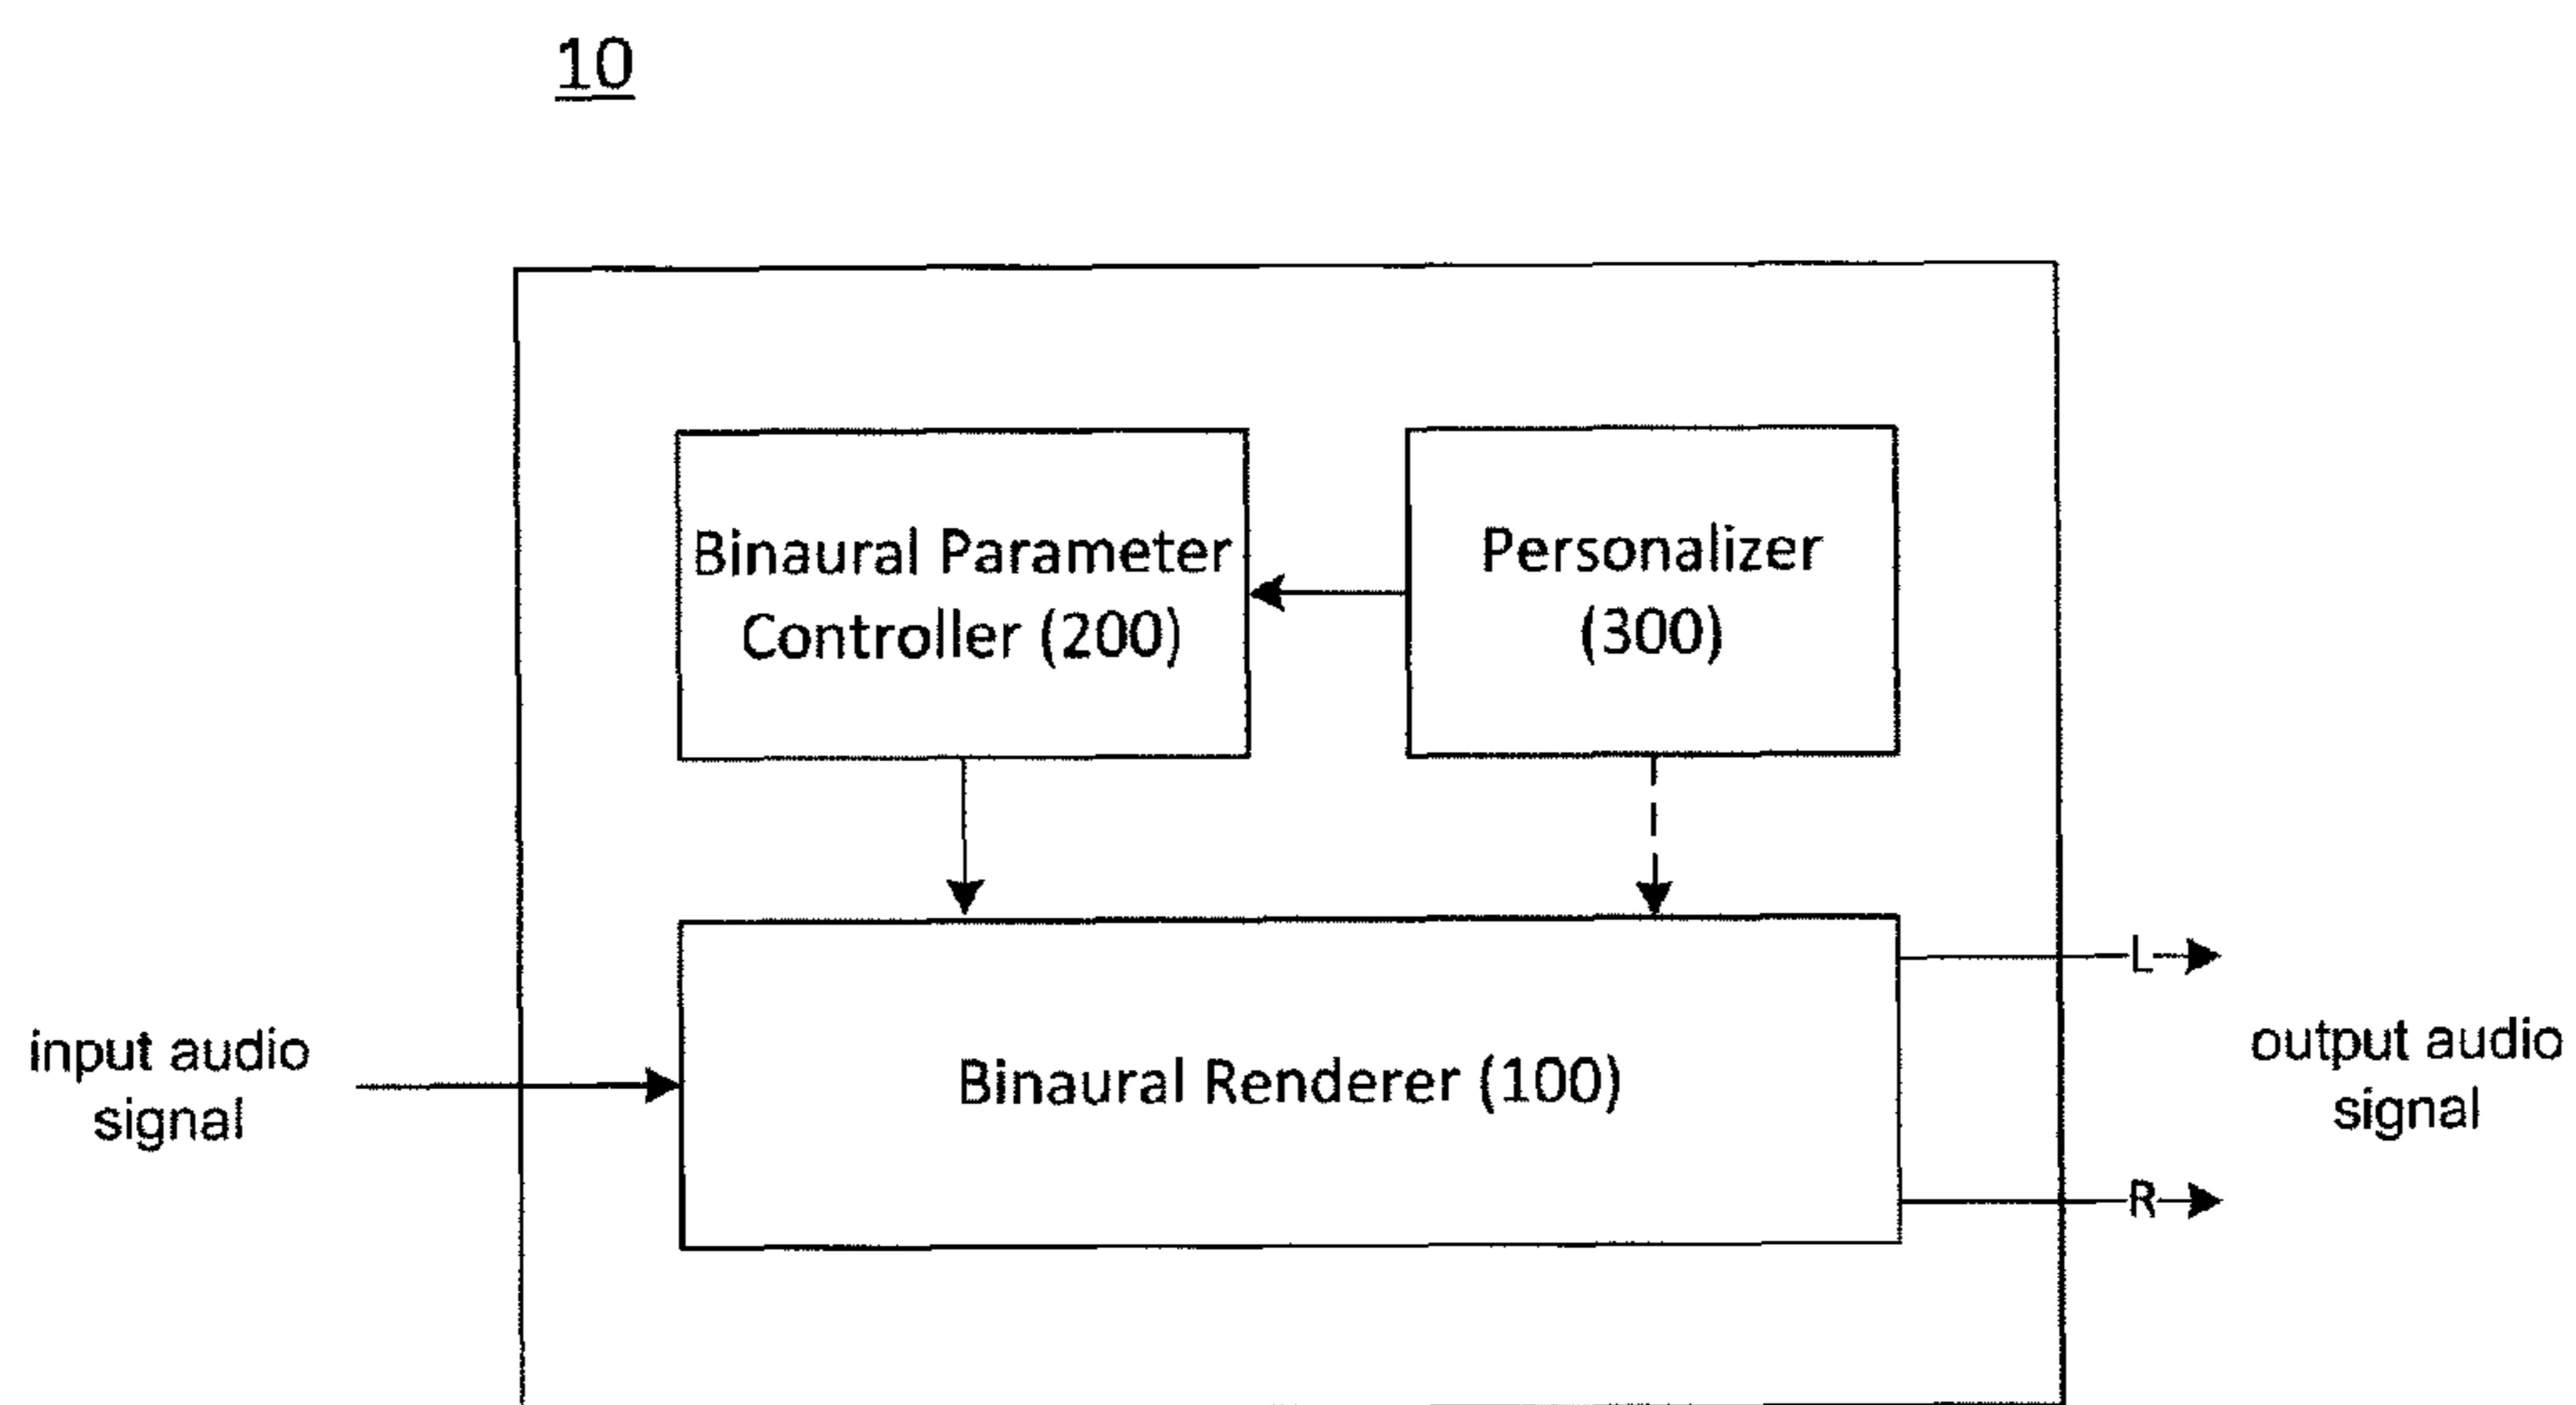 10
Binaural Parameter
Controller (200)
Personalizer
(300)
input audio
signal
Binaural Renderer (100)
L
R
output audio
signal